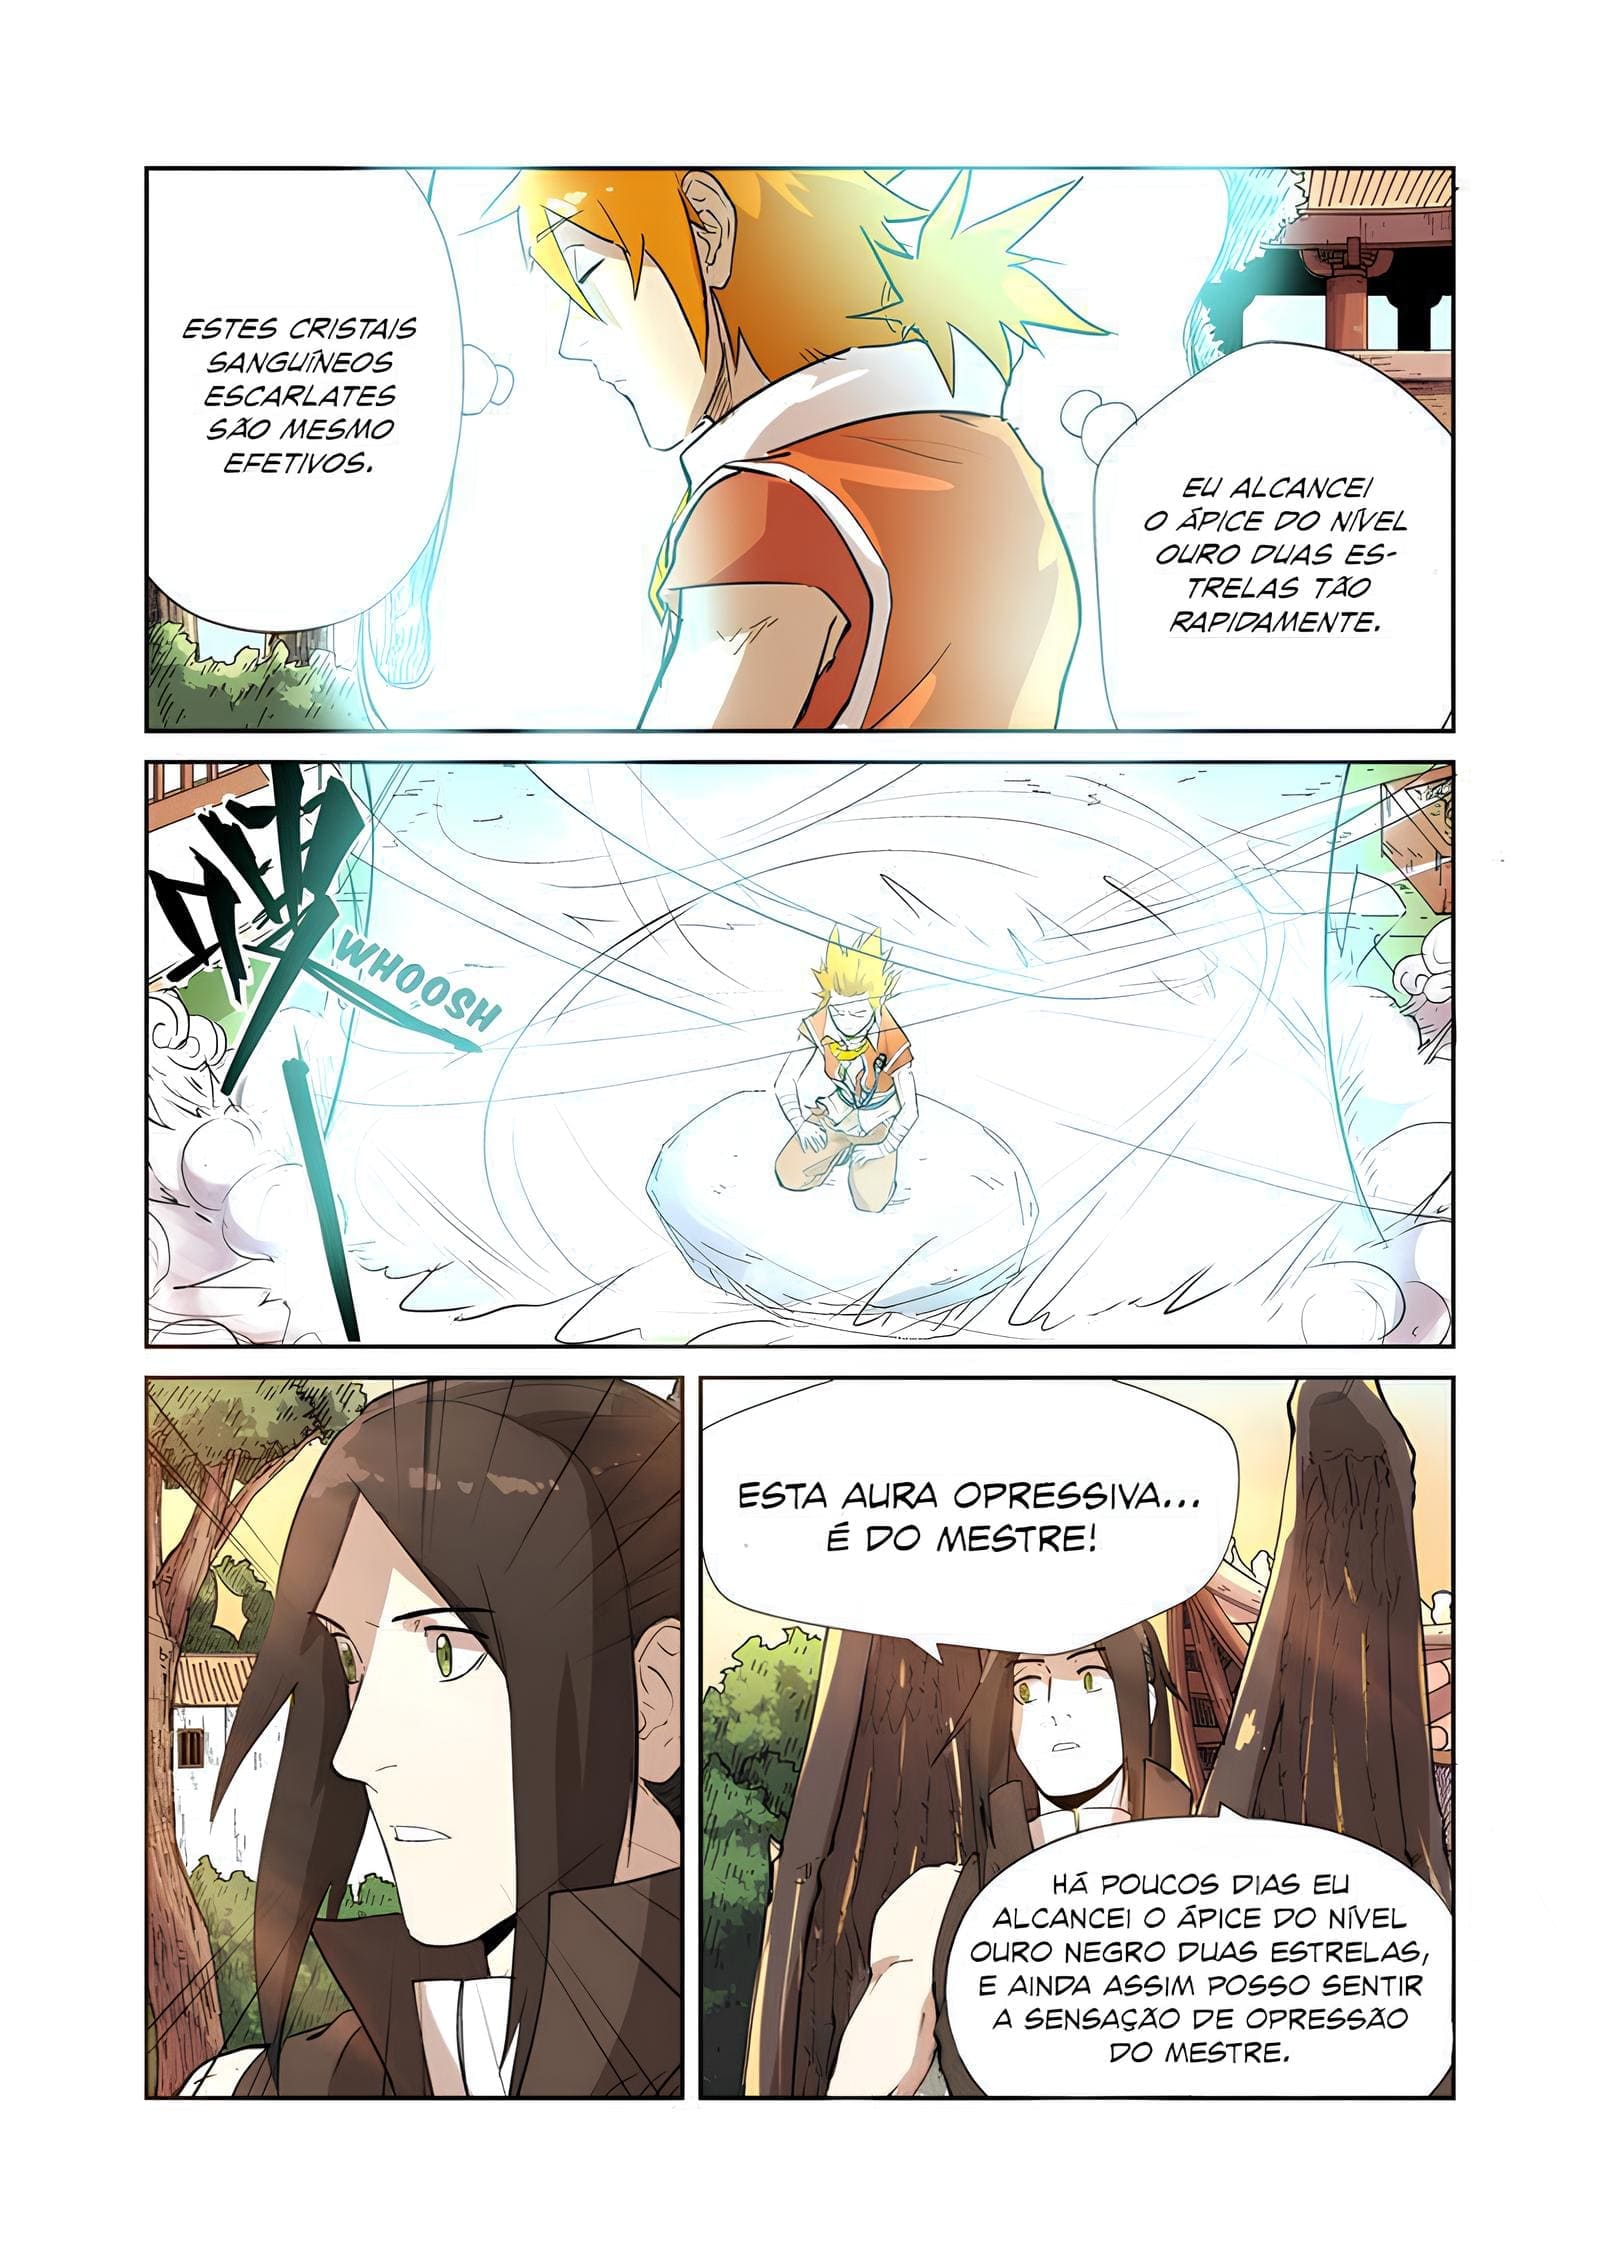 ESTES CRISTAIS
SANGUÍNEOS
ESCARLATES
SÃO MESMO
EFETIVOS.
EU ALCANCEI
O ÁPICE DO NÍVEL
OURO DUAS ES-
TRELAS TÃO
RAPIDAMENTE.
WHOOSH
ESTA AURA OPRESSIVA...
É DO MESTRE!
HÁ POUCOS DIAS EU
ALCANCEI O ÁPICE DO NÍVEL
OURO NEGRO DUAS ESTRELAS,
E AINDA ASSIM POSSO SENTIR
A SENSAÇÃO DE OPRESSÃO
DO MESTRE.